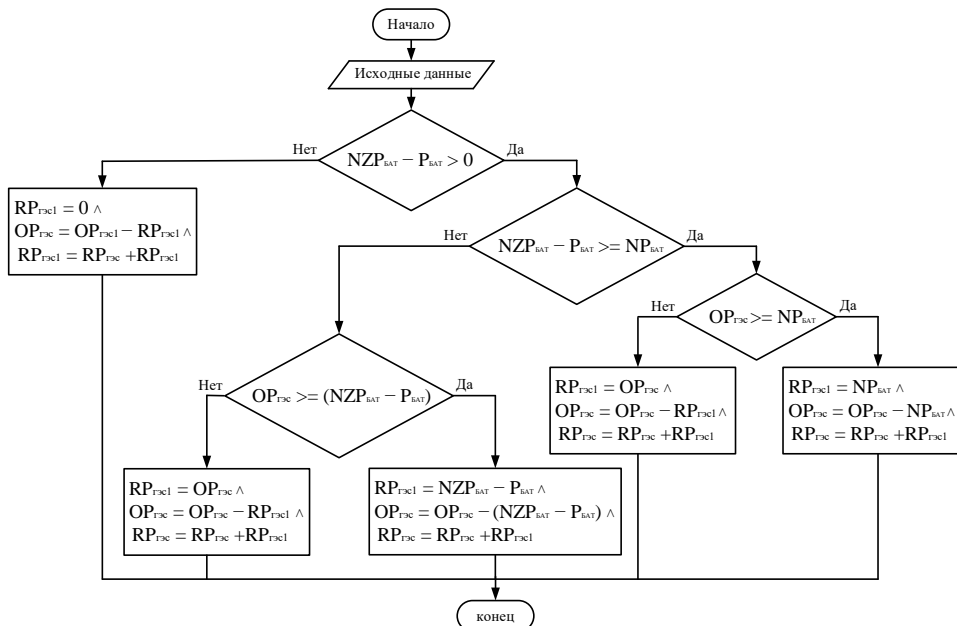 Начало
Исходные данные
NZPБАТ − PБАТ > 0
Нет
Да
RPгэс1 = 0 ^
OPгэс = OPгэс1 − RPгэс1 ^
RPгэс1 = RPгэс +RPгэс1
NZPБАТ − PБАТ >= NPБАТ
Нет
Да
OPгэс >= NPБАТ
Нет
Да
OPгэс >= (NZPБАТ − PБАТ)
Нет
Да
RPгэс1 = OPгэс ^
OPгэс = OPгэс − RPгэс1 ^
RPгэс = RPгэс +RPгэс1
RPгэс1 = NPБАТ ^
OPгэс = OPгэс − NPБАТ ^
RPгэс = RPгэс +RPгэс1
RPгэс1 = OPгэс ^
OPгэс = OPгэс − RPгэс1 ^
RPгэс = RPгэс +RPгэс1
RPгэс1 = NZPБАТ − PБАТ ^
OPгэс = OPгэс − (NZPБАТ − PБАТ) ^
RPгэс = RPгэс +RPгэс1
конец